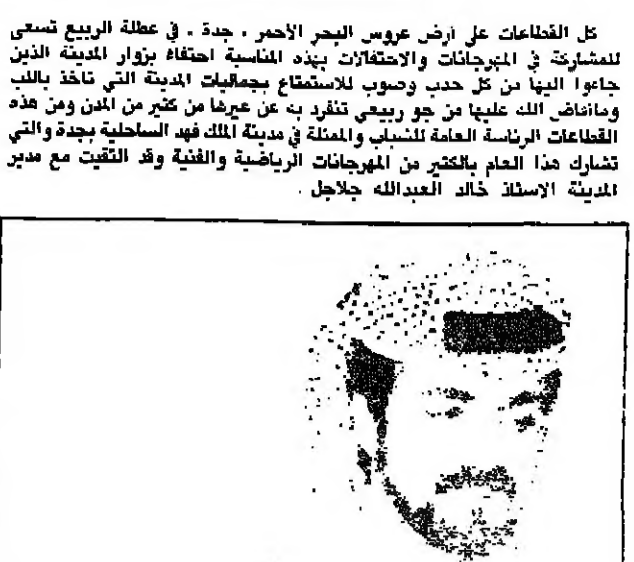 كل القطاعات على ارض عروس البحر الأحمر . جدة . في عطلة الربيع تسعى
للمشاركة في المهرجانات والاحتفالات بهذه المناسبة احتفاءً بزوار المدينة الذين
جاءوا اليها من كل حدب وصوب للاستمتاع بجماليات المدينة التي تاخذ باللب
وماافاض الله عليها من جو ربيعي تنفرد به عن غيرها من كثير من المدن ومن هذه
القطاعات الرئاسة العامة للشباب والممثلة في مدينة الملك فهد الساحلية بجدة والتي
تشارك هذا العام بالكثير من المهرجانات الرياضية والفنية وقد التقيت مع مدير
المدينة الاستاذ خالد العبدالله جلاجل .